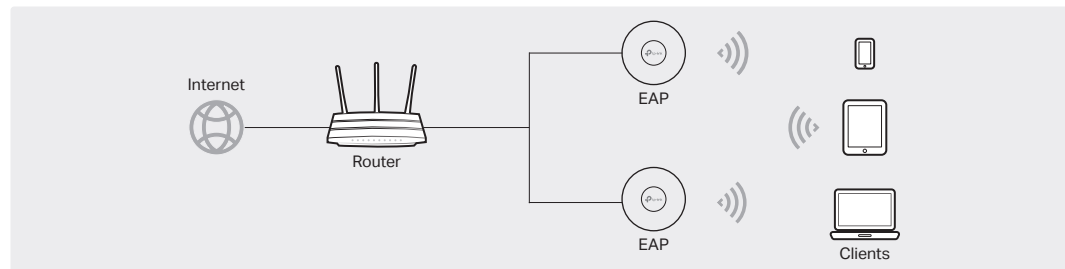 Internet
Router
EAP
EAP
Clients